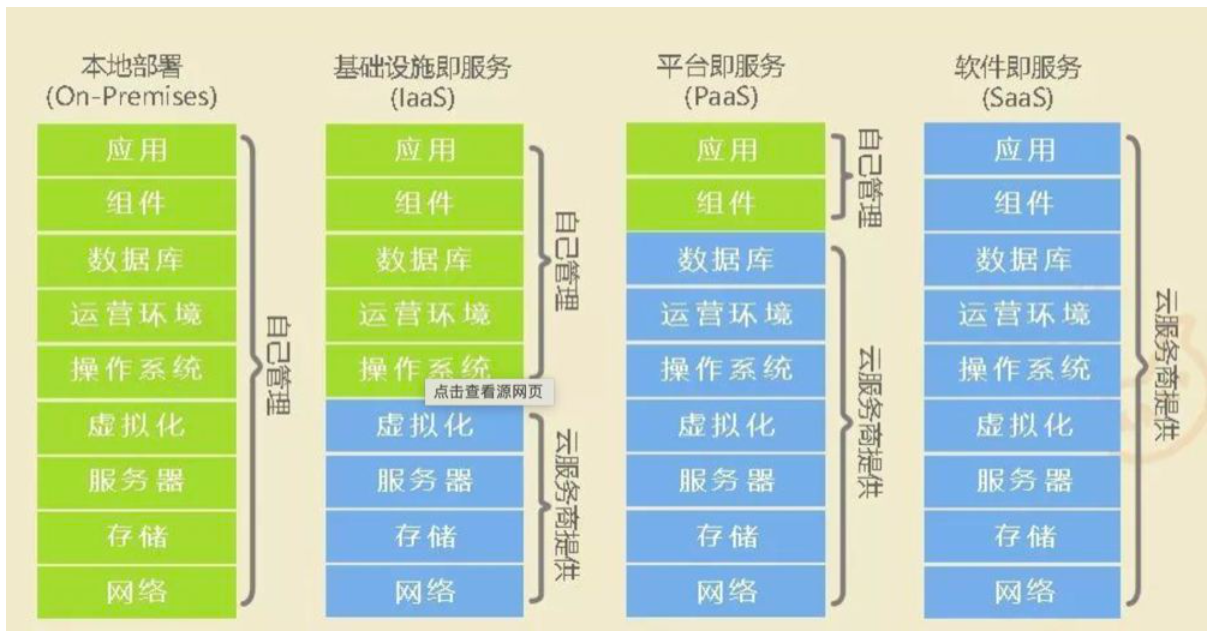 本地部署
(On-Premises)
应用
组件
数据库
运营环境
操作系统
虚拟化
服务器
存储
网络
自己管理
基础设施即服务
(IaaS)
应用
组件
数据库
运营环境
操作系统
点击查看源网页
虚拟化
服务器
存储
网络
自己管理
云服务商提供
平台即服务
(PaaS)
应用
组件
数据库
运营环境
操作系统
虚拟化
服务器
存储
网络
自己管理
云服务商提供
软件即服务
(SaaS)
应用
组件
数据库
运营环境
操作系统
虚拟化
服务器
存储
网络
云服务商提供